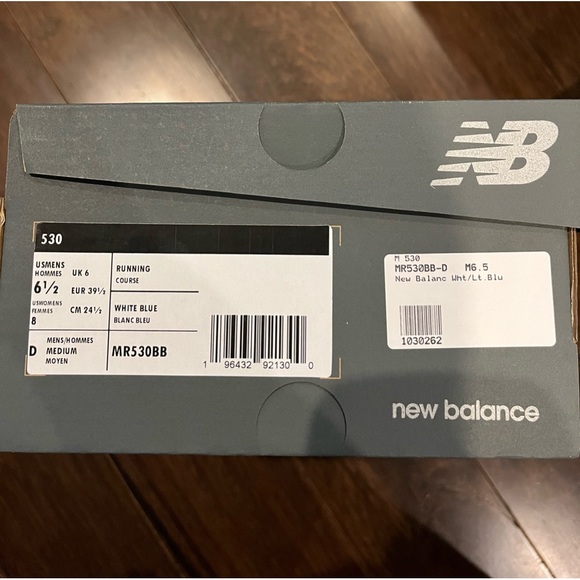 NB
530
USMENS
HOMMES
6½
USWOMENS
FEMMES
8
UK 6
EUR 39½
CM 24½
RUNNING
COURSE
WHITE BLUE
BLANC BLEU
D
MENS/HOMMES
MEDIUM
MOYEN
MR530BB
1 96432 92130 0
M 530
MR530BB-D M6.5
New Balanc Wht/Lt.Blu
1030262
new balance